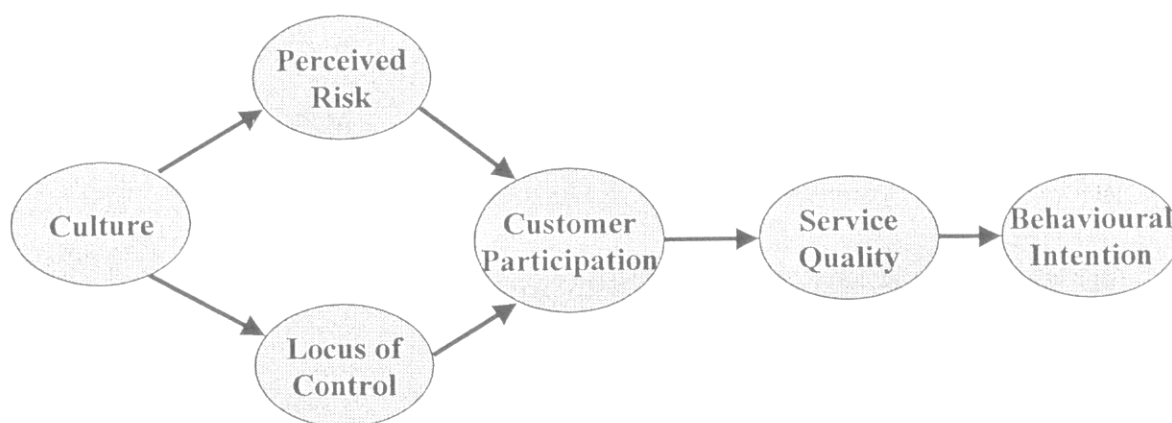 Perceived
Risk
Culture
Locus of
Control
Customer
Participation
Service
Quality
Behavioural
Intention